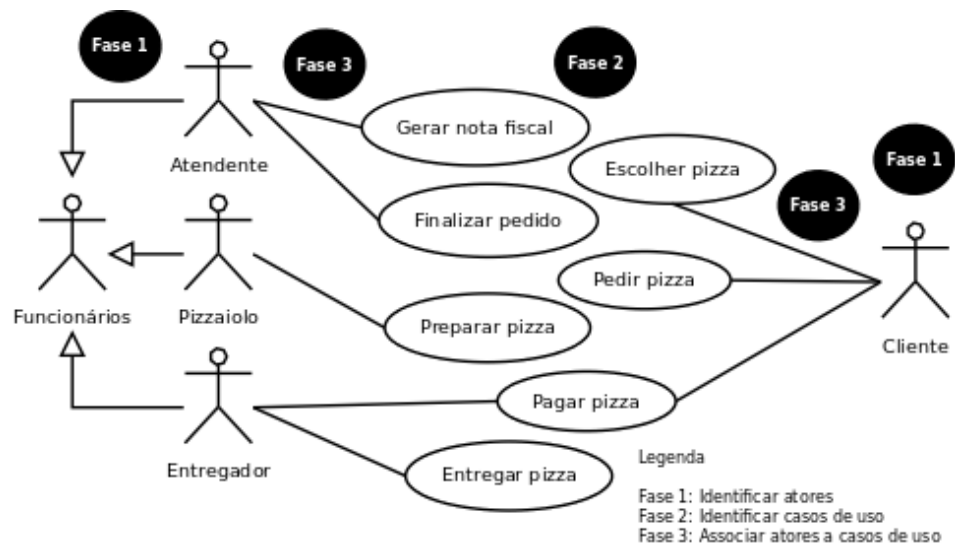 Fase 1
Fase 3
Fase 2
Gerar nota fiscal
Escolher pizza
Fase 1
Atendente
Fase 3
Finalizar pedido
Pedir pizza
Funcionários
Pizzaiolo
Preparar pizza
Cliente
Pagar pizza
Entregador
Entregar pizza
Legenda
Fase 1: Identificar atores
Fase 2: Identificar casos de uso
Fase 3: Associar atores a casos de uso